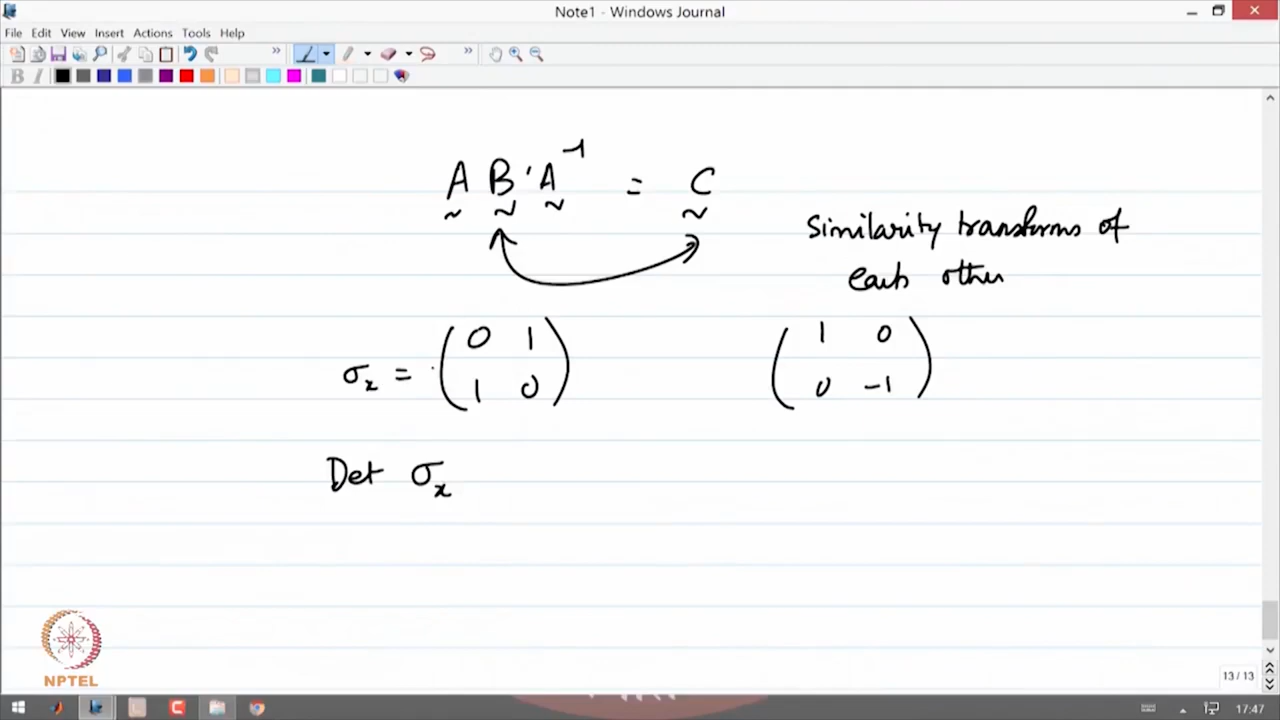 Note1 - Windows Journal
File Edit View Insert Actions Tools Help
A B A⁻¹ = C
~ ~ ~ ~
Similarity transforms of
each other
σₓ = (0 1
1 0)
(1 0
0 -1)
Det σₓ
NPTEL
13 / 13
17:47